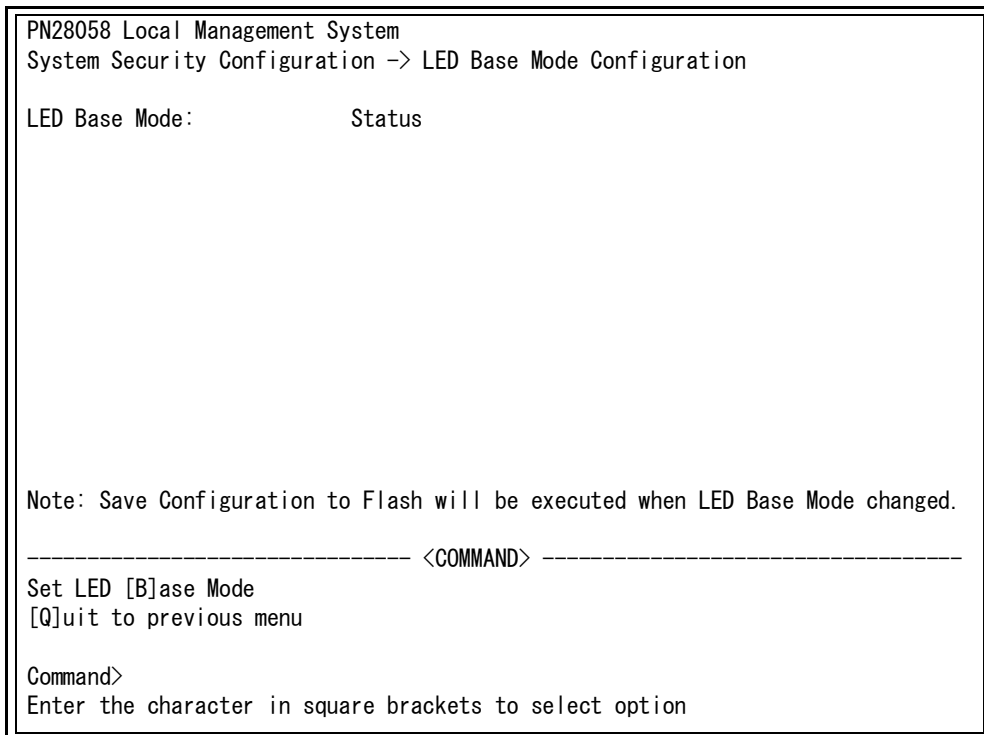 PN28058 Local Management System
System Security Configuration -> LED Base Mode Configuration
LED Base Mode: Status
Note: Save Configuration to Flash will be executed when LED Base Mode changed.
-------------------------------- <COMMAND> -----------------------------------
Set LED [B]ase Mode
[Q]uit to previous menu
Command>
Enter the character in square brackets to select option